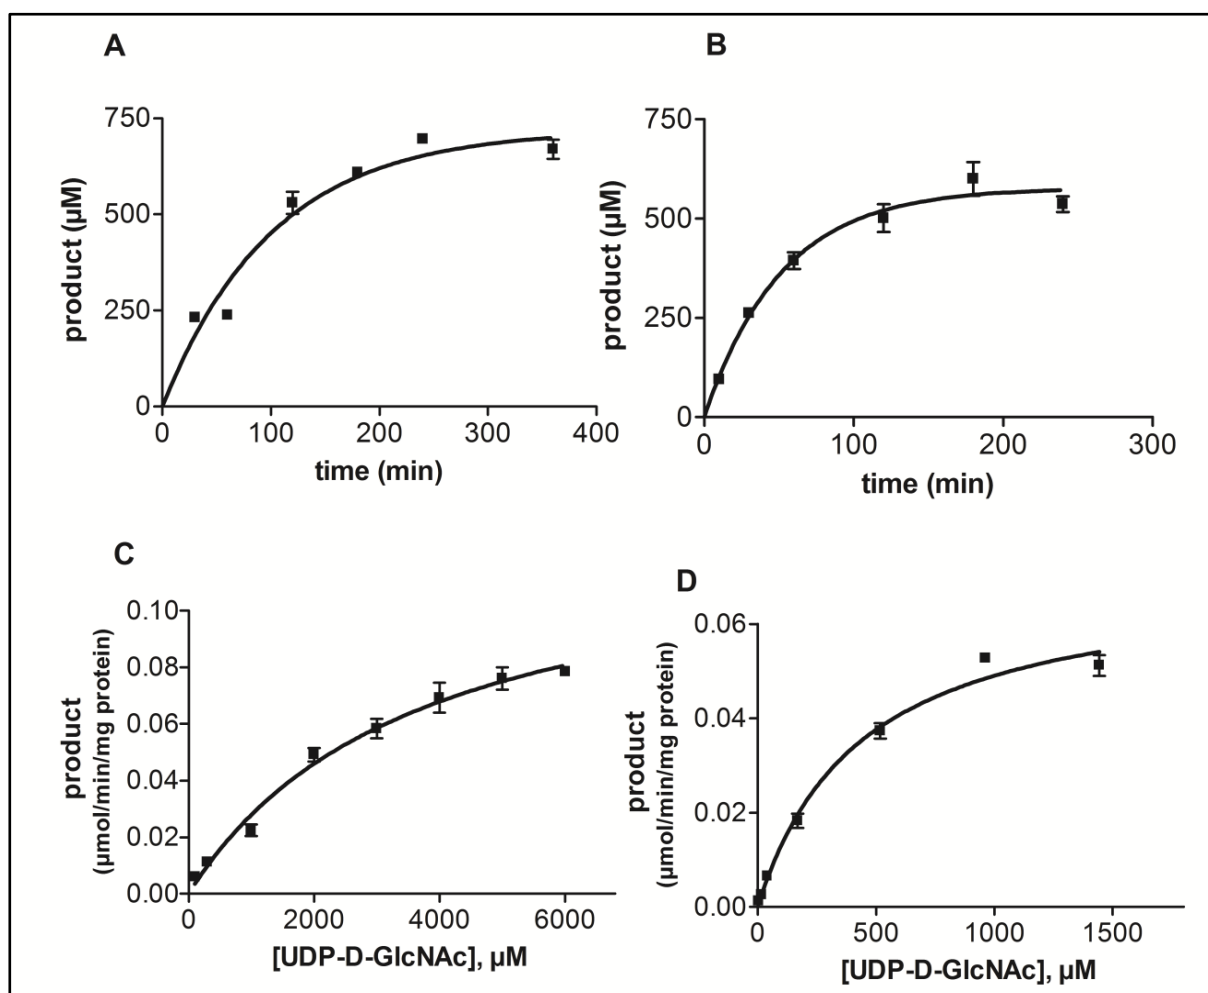 A
750
500
250
0
product (µM)
0 100 200 300 400
time (min)
B
750
500
250
0
product (µM)
0 100 200 300
time (min)
C
0.10
0.08
0.06
0.04
0.02
0.00
product
(µmol/min/mg protein)
0 2000 4000 6000
[UDP-D-GlcNAc], µM
D
0.06
0.04
0.02
0.00
product
(µmol/min/mg protein)
0 500 1000 1500
[UDP-D-GlcNAc], µM